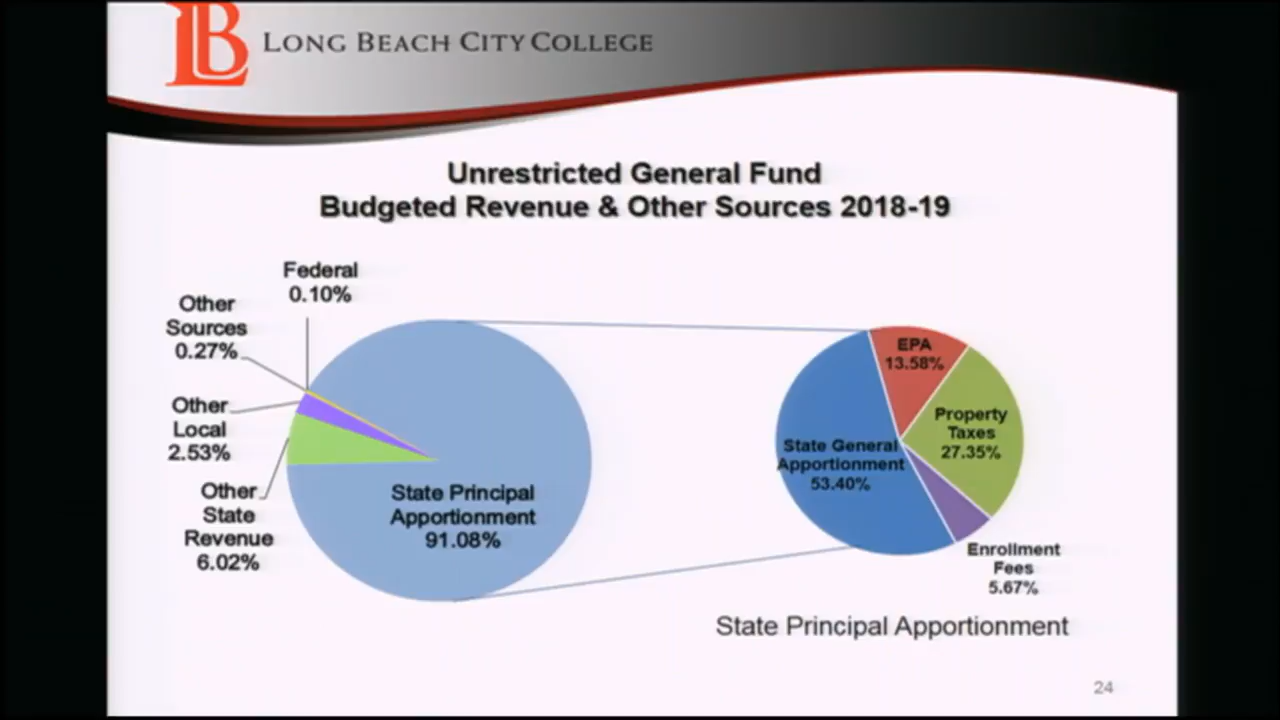 LB LONG BEACH CITY COLLEGE
Unrestricted General Fund
Budgeted Revenue & Other Sources 2018-19
Federal
0.10%
Other
Sources
0.27%
Other
Local
2.53%
Other
State
Revenue
6.02%
State Principal
Apportionment
91.08%
EPA
13.58%
Property
Taxes
27.35%
State General
Apportionment
53.40%
Enrollment
Fees
5.67%
State Principal Apportionment
24